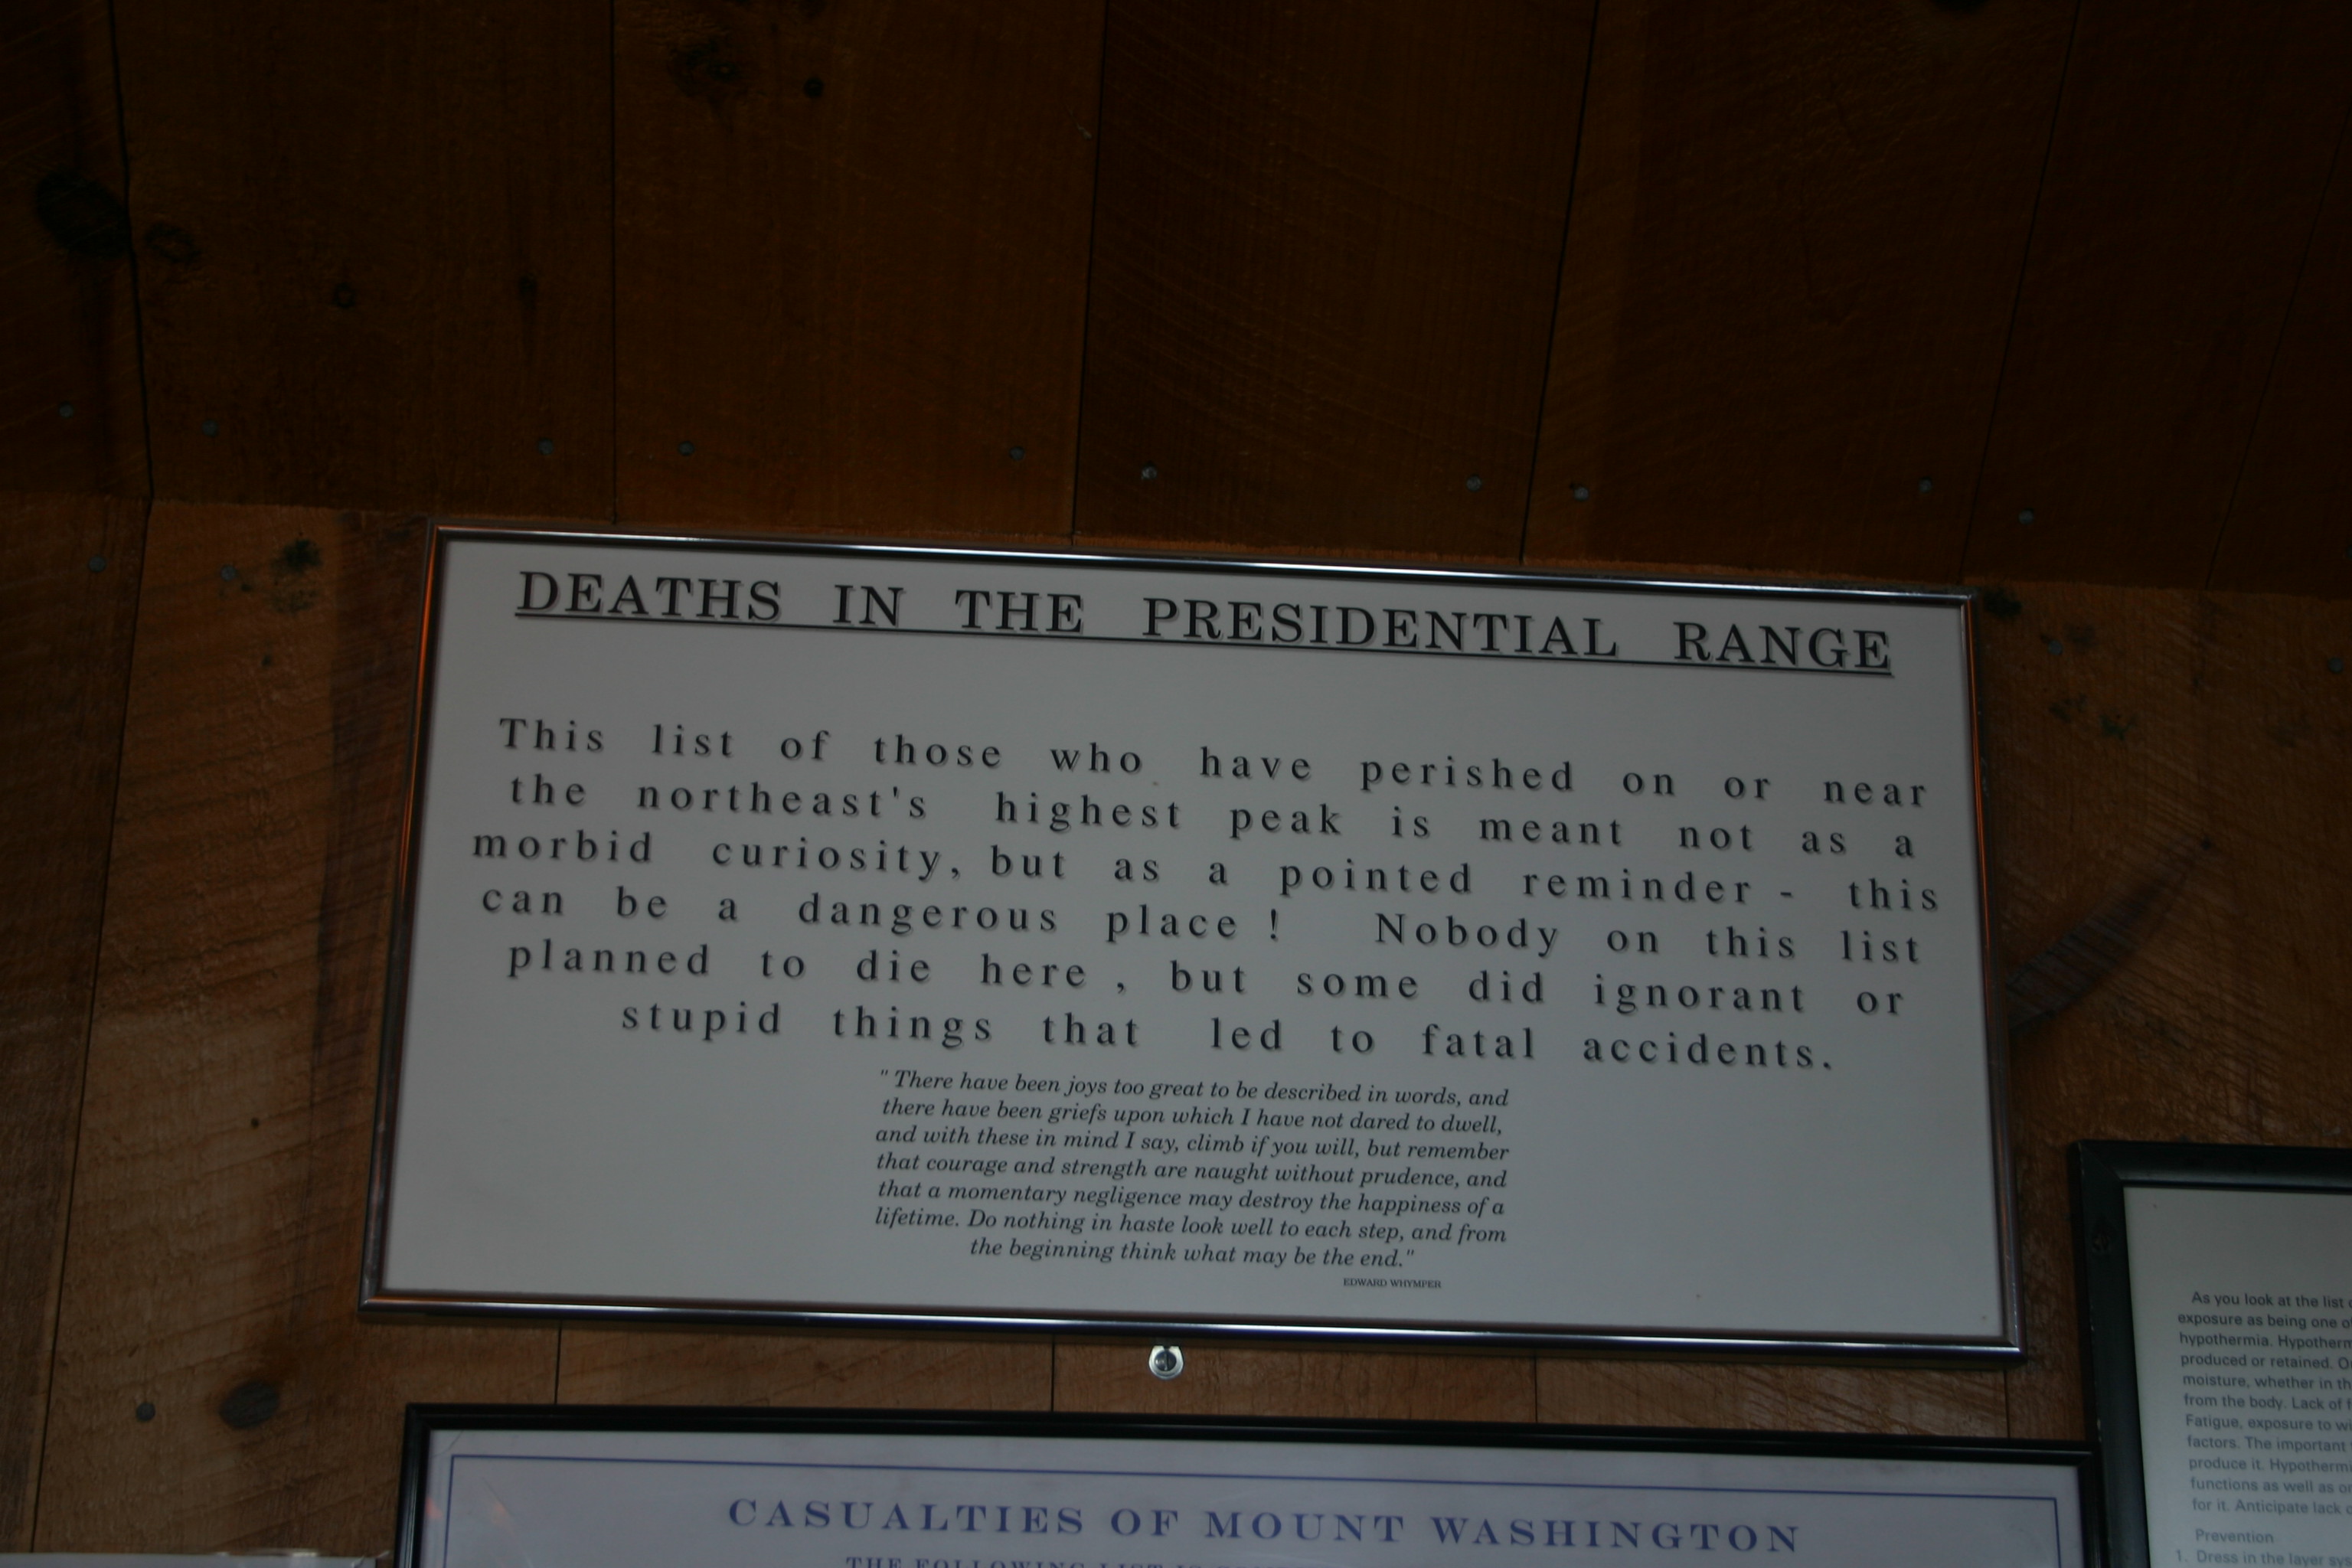 DEATHS IN THE PRESIDENTIAL RANGE
This list of those who have perished on or near
the northeast's highest peak is meant not as a
morbid curiosity, but as a pointed reminder - this
can be a dangerous place ! Nobody on this list
planned to die here , but some did ignorant or
stupid things that led to fatal accidents.
" There have been joys too great to be described in words, and
there have been griefs upon which I have not dared to dwell,
and with these in mind I say, climb if you will, but remember
that courage and strength are naught without prudence, and
that a momentary negligence may destroy the happiness of a
lifetime. Do nothing in haste look well to each step, and from
the beginning think what may be the end."
EDWARD WHYMPER
CASUALTIES OF MOUNT WASHINGTON
THE FOLLOWING LIST IS
As you look at the list
exposure as being one
hypothermia.
produced or retained.
moisture, whether in
from the body. Lack of
Fatigue, exposure to
factors. The important
produce it.
functions as well as
for it. Anticipate lack
Prevention
1. Dress in the layer